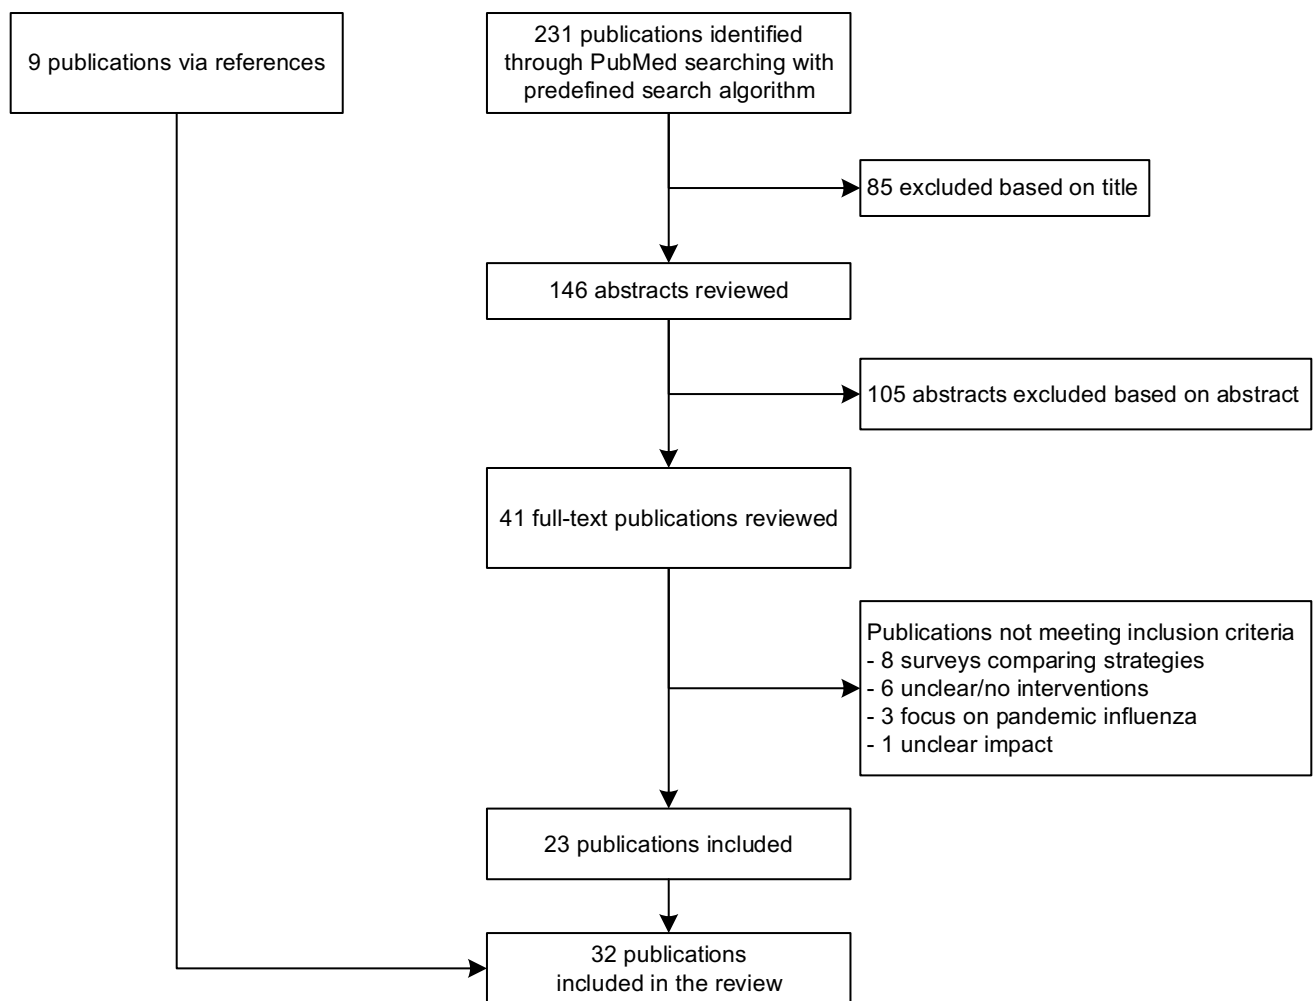 9 publications via references
231 publications identified
through PubMed searching with
predefined search algorithm
85 excluded based on title
146 abstracts reviewed
105 abstracts excluded based on abstract
41 full-text publications reviewed
Publications not meeting inclusion criteria
- 8 surveys comparing strategies
- 6 unclear/no interventions
- 3 focus on pandemic influenza
- 1 unclear impact
23 publications included
32 publications
included in the review